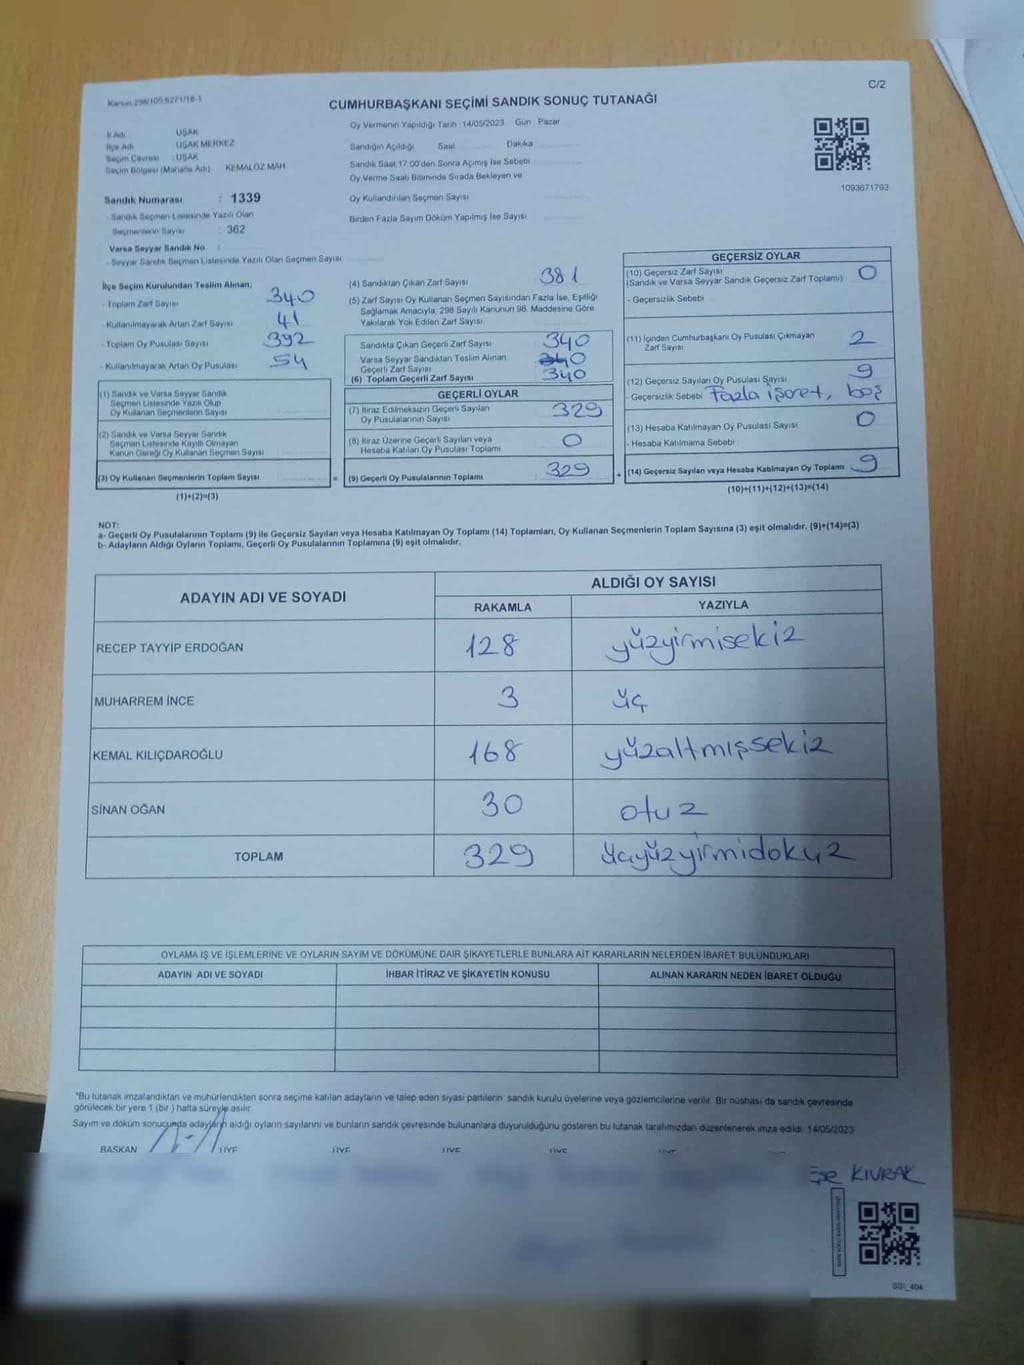 Kanun 298/105 6271/18-1
C/2
CUMHURBAŞKANI SEÇİMİ SANDIK SONUÇ TUTANAĞI
İl Adı USAK
İlçe Adı UŞAK MERKEZ
Seçim Çevresi : UŞAK
Seçim Bölgesi (Mahalle Adı) KEMALÖZ MAH
Sandık Numarası : 1339
- Sandık Seçmen Listesinde Yazılı Olan
Seçmenlerin Sayısı : 362
Varsa Seyyar Sandık No :
- Seyyar Sandık Seçmen Listesinde Yazılı Olan Seçmen Sayısı
Oy Vermenin Yapıldığı Tarih 14/05/2023 Gün Pazar
Sandığın Açıldığı Saat Dakika
Sandık Saat 17:00'den Sonra Açımış İse Sebebi
Oy Verme Saati Bitiminde Sırada Bekleyen ve
Oy Kullandırılan Seçmen Sayısı
Birden Fazla Sayım Döküm Yapılmış İse Sayısı
1093671793
İlçe Seçim Kurulundan Teslim Alınan;
- Toplam Zarf Sayısı 340
- Kullanılmayarak Artan Zarf Sayısı 41
- Toplam Oy Pusulası Sayısı 392
- Kullanılmayarak Artan Oy Pusulası 54
(1) Sandık ve Varsa Seyyar Sandık
Seçmen Listesinde Yazılı Olup
Oy Kullanan Seçmenlerin Sayısı
(2) Sandık ve Varsa Seyyar Sandık
Seçmen Listesinde Kayıtlı Olmayan
Kanun Gereği Oy Kullanan Seçmen Sayısı
(3) Oy Kullanan Seçmenlerin Toplam Sayısı
(1)+(2)=(3)
=
(4) Sandıktan Çıkan Zarf Sayısı 381
(5) Zarf Sayısı Oy Kullanan Seçmen Sayısından Fazla İse, Eşitliği
Sağlamak Amacıyla, 298 Sayılı Kanunun 98. Maddesine Göre
Yakılarak Yok Edilen Zarf Sayısı
Sandıkta Çıkan Geçerli Zarf Sayısı 340
Varsa Seyyar Sandıktan Teslim Alınan
Geçerli Zarf Sayısı
(6) Toplam Geçerli Zarf Sayısı 340
GEÇERLİ OYLAR
(7) İtiraz Edilmeksizin Geçerli Sayılan
Oy Pusulalarının Sayısı 329
(8) İtiraz Üzerine Geçerli Sayılan veya
Hesaba Katılan Oy Pusulası Toplamı 0
(9) Geçerli Oy Pusulalarının Toplamı 329
+
GEÇERSİZ OYLAR
(10) Geçersiz Zarf Sayısı 0
(Sandık ve Varsa Seyyar Sandık Geçersiz Zarf Toplamı)
- Geçersizlik Sebebi
(11) İçinden Cumhurbaşkanı Oy Pusulası Çıkmayan
Zarf Sayısı 2
(12) Geçersiz Sayılan Oy Pusulası Sayısı 9
- Geçersizlik Sebebi Fazla işaret, boş
(13) Hesaba Katılmayan Oy Pusulası Sayısı 0
- Hesaba Katılmama Sebebi
(14) Geçersiz Sayılan veya Hesaba Katılmayan Oy Toplamı 9
(10)+(11)+(12)+(13)=(14)
NOT:
a- Geçerli Oy Pusulalarının Toplamı (9) ile Geçersiz Sayılan veya Hesaba Katılmayan Oy Toplamı (14) Toplamları, Oy Kullanan Seçmenlerin Toplam Sayısına (3) eşit olmalıdır. (9)+(14)=(3)
b- Adayların Aldığı Oyların Toplamı, Geçerli Oy Pusulalarının Toplamına (9) eşit olmalıdır.
ADAYIN ADI VE SOYADI ALDIĞI OY SAYISI
RAKAMLA YAZIYLA
RECEP TAYYİP ERDOĞAN 128 yüzyirmisekiz
MUHARREM İNCE 3 üç
KEMAL KILIÇDAROĞLU 168 yüzaltmışsekiz
SİNAN OĞAN 30 otuz
TOPLAM 329 üçyüzyirmidokuz
OYLAMA İŞ VE İŞLEMLERİNE VE OYLARIN SAYIM VE DÖKÜMÜNE DAİR ŞİKAYETLERLE BUNLARA AİT KARARLARIN NELERDEN İBARET BULUNDUKLARI
ADAYIN ADI VE SOYADI İHBAR İTİRAZ VE ŞİKAYETİN KONUSU ALINAN KARARIN NEDEN İBARET OLDUĞU
*Bu tutanak imzalandıktan ve mühürlendikten sonra seçime katılan adayların ve talep eden siyasi partilerin sandık kurulu üyelerine veya gözlemcilerine verilir. Bir nüshası da sandık çevresinde
görülecek bir yere 1 (bir ) hafta süreyle asılır.
Sayım ve döküm sonucunda adayların aldığı oyların sayılarını ve bunların sandık çevresinde bulunanlara duyurulduğunu gösteren bu tutanak tarafımızdan düzenlenerek imza edildi. 14/05/2023
BAŞKAN ÜYE ÜYE ÜYE ÜYE
Ece KIVRAK
GSI_404